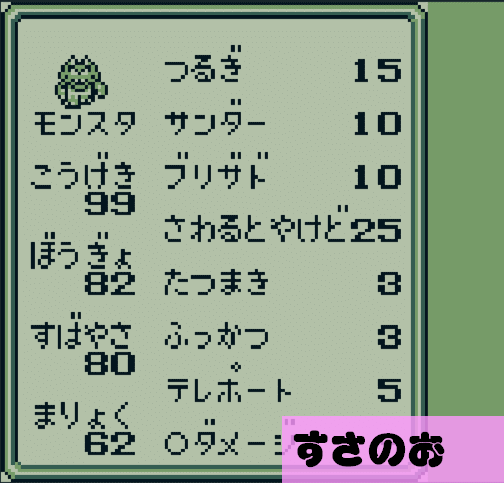 つるぎ 15
モンスタ サンダー 10
こうげき ブリザド 10
99
さわるとやけど25
ぼうぎょ
82 たつまき 3
すばやさ ふっかつ 3
80
テレポート 5
まりょく
62 ○ダメージ
すさのお